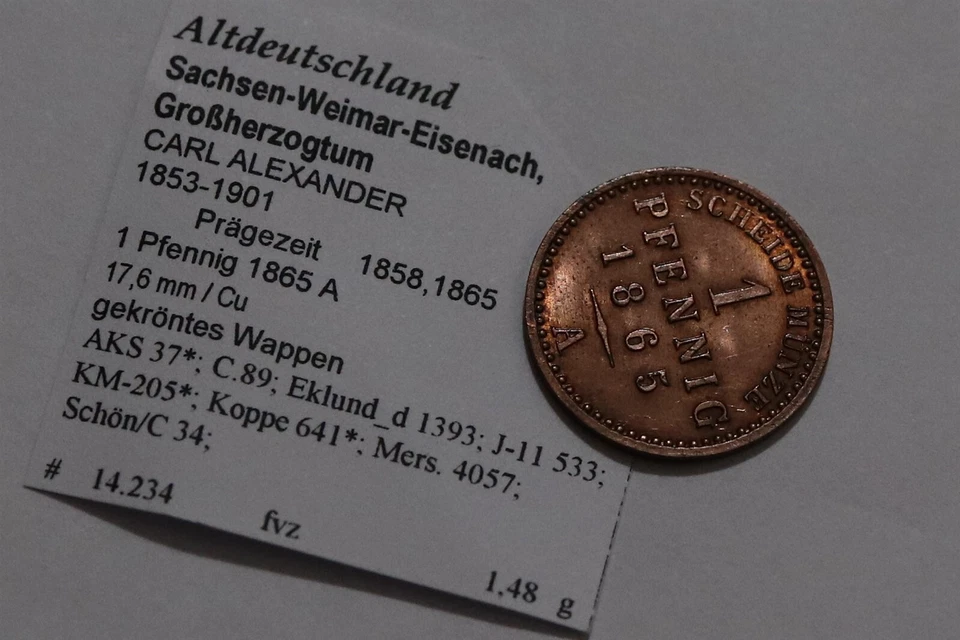 Altdeutschland
Sachsen-Weimar-Eisenach,
Großherzogtum
CARL ALEXANDER
1853-1901
Prägezeit 1858,1865
1 Pfennig 1865 A
17,6 mm / Cu
gekröntes Wappen
AKS 37*; C.89; Eklund_d 1393; J-11 533;
KM-205*; Koppe 641*; Mers. 4057;
Schön/C 34;
# 14.234
fvz
1,48 g
SCHEIDE MÜNZE
1
PFENNIG
1865
A